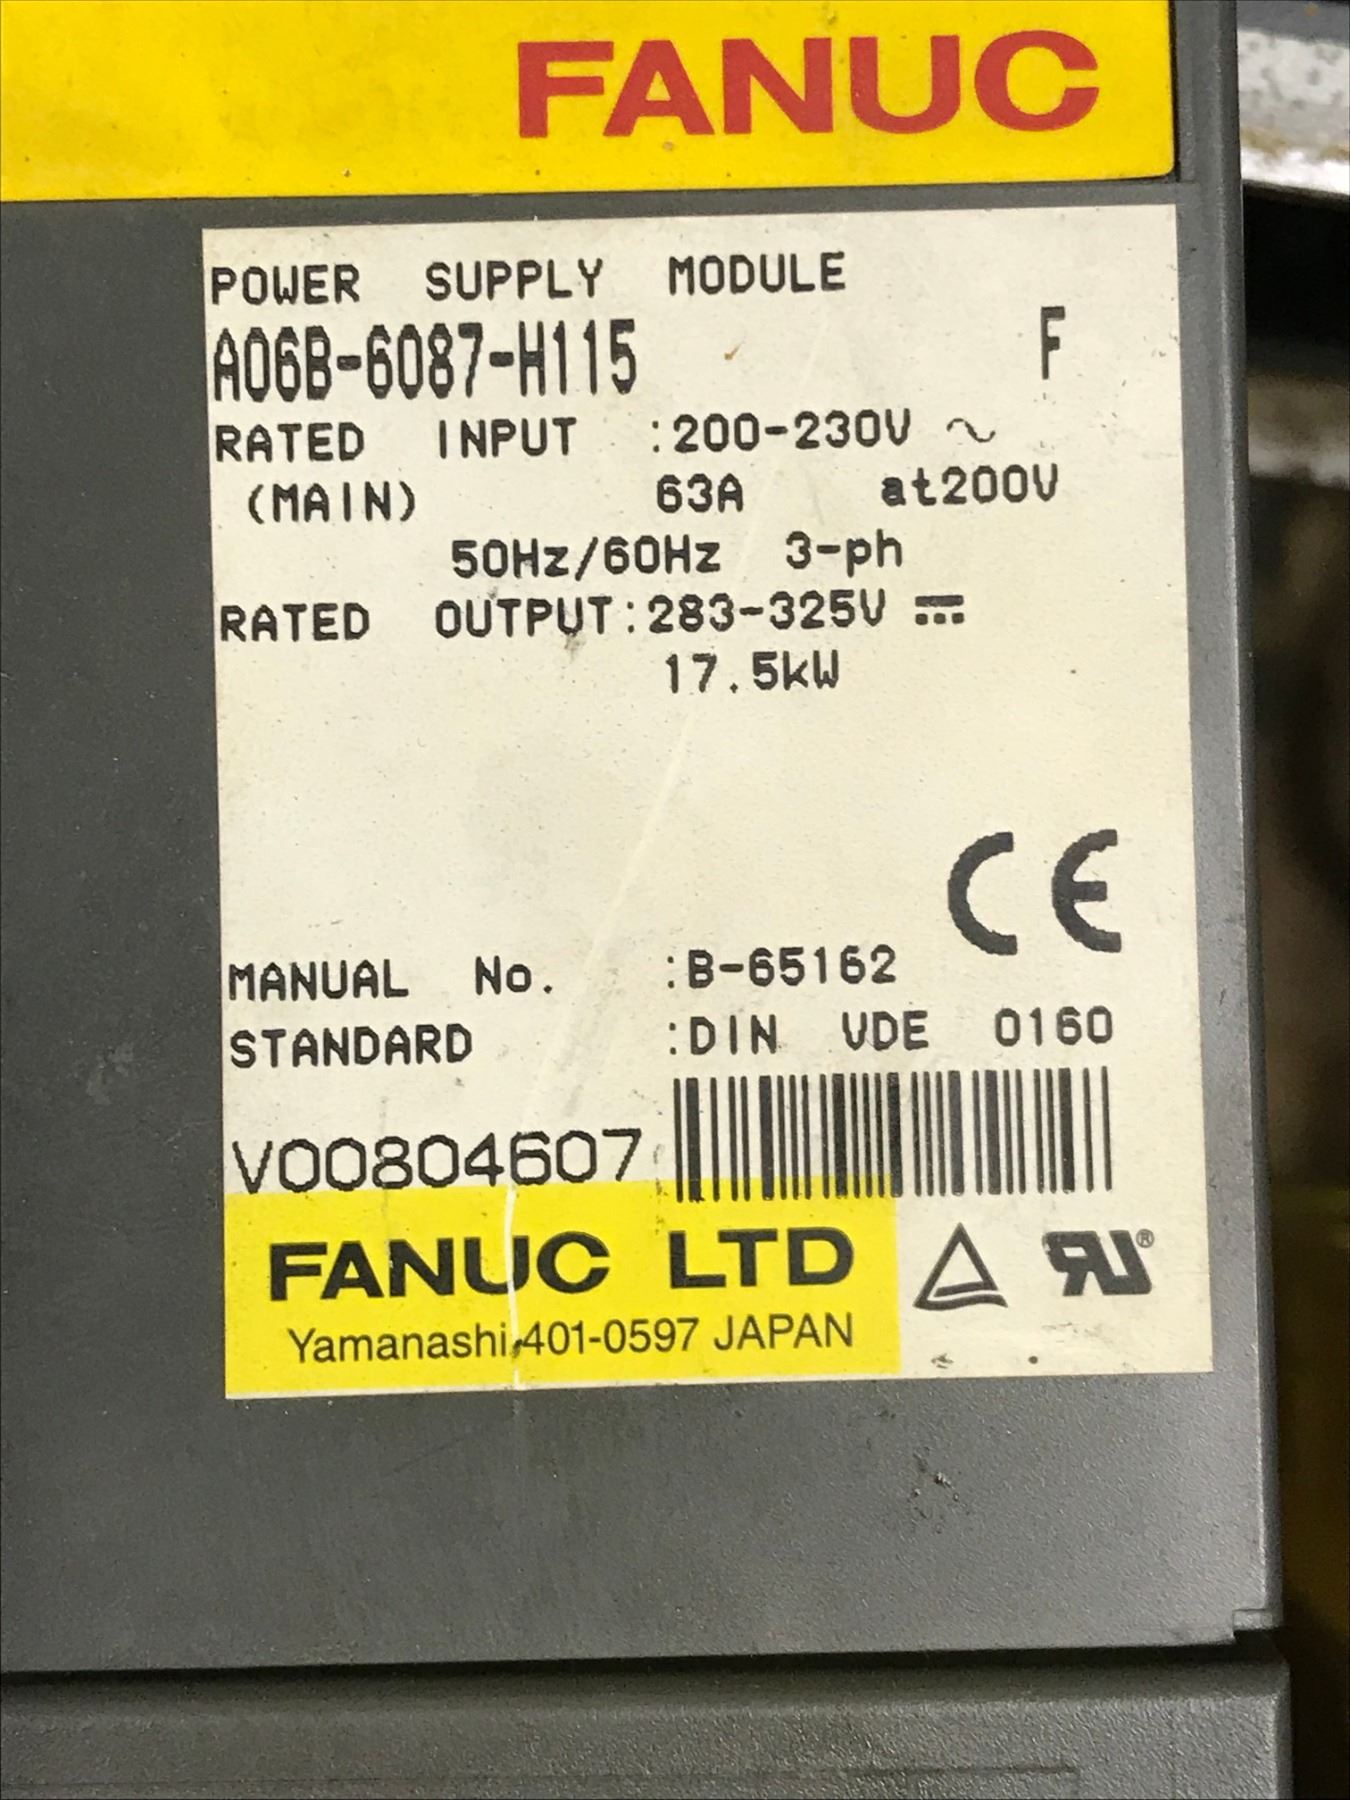 FANUC
POWER SUPPLY MODULE
A06B-6087-H115 F
RATED INPUT :200-230V ∿
(MAIN) 63A at200V
50Hz/60Hz 3-ph
RATED OUTPUT:283-325V ⎓
17.5kW
CE
MANUAL No. :B-65162
STANDARD :DIN VDE 0160
V00804607
FANUC LTD
Yamanashi,401-0597 JAPAN
RU®